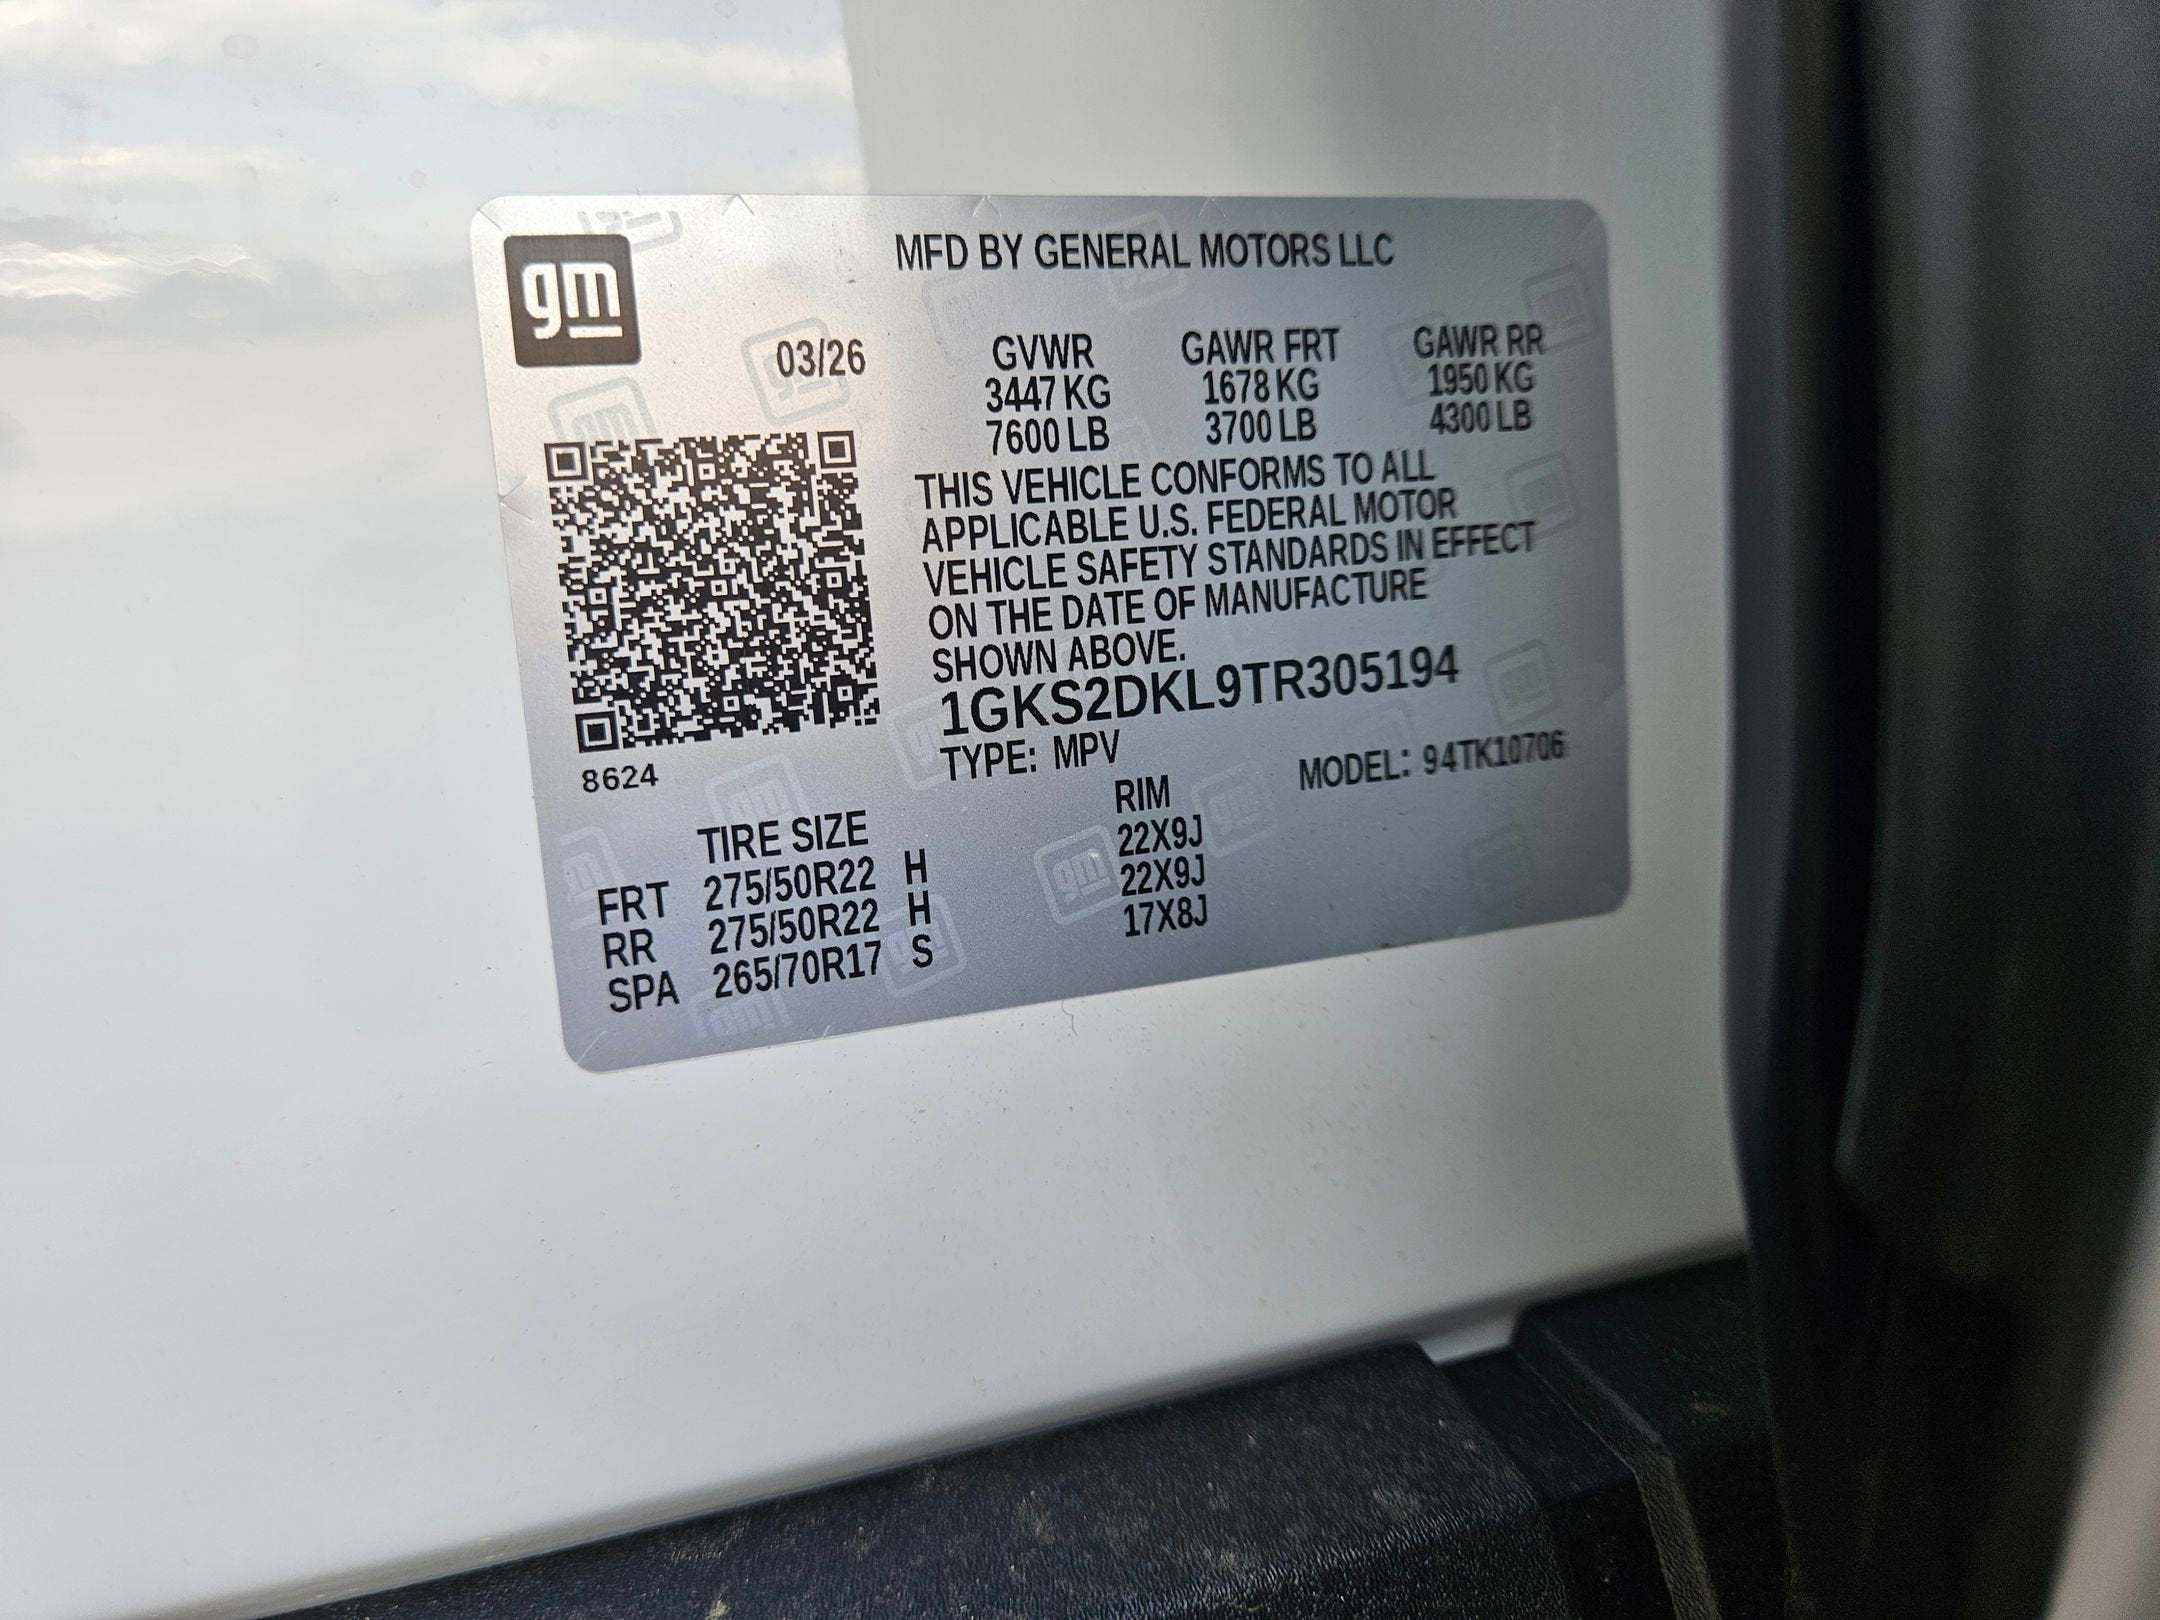 gm
MFD BY GENERAL MOTORS LLC
03/26
GVWR GAWR FRT GAWR RR
3447 KG 1678 KG 1950 KG
7600 LB 3700 LB 4300 LB
THIS VEHICLE CONFORMS TO ALL
APPLICABLE U.S. FEDERAL MOTOR
VEHICLE SAFETY STANDARDS IN EFFECT
ON THE DATE OF MANUFACTURE
SHOWN ABOVE.
1GKS2DKL9TR305194
TYPE: MPV MODEL: 94TK10706
8624
TIRE SIZE RIM
FRT 275/50R22 H 22X9J
RR 275/50R22 H 22X9J
SPA 265/70R17 S 17X8J